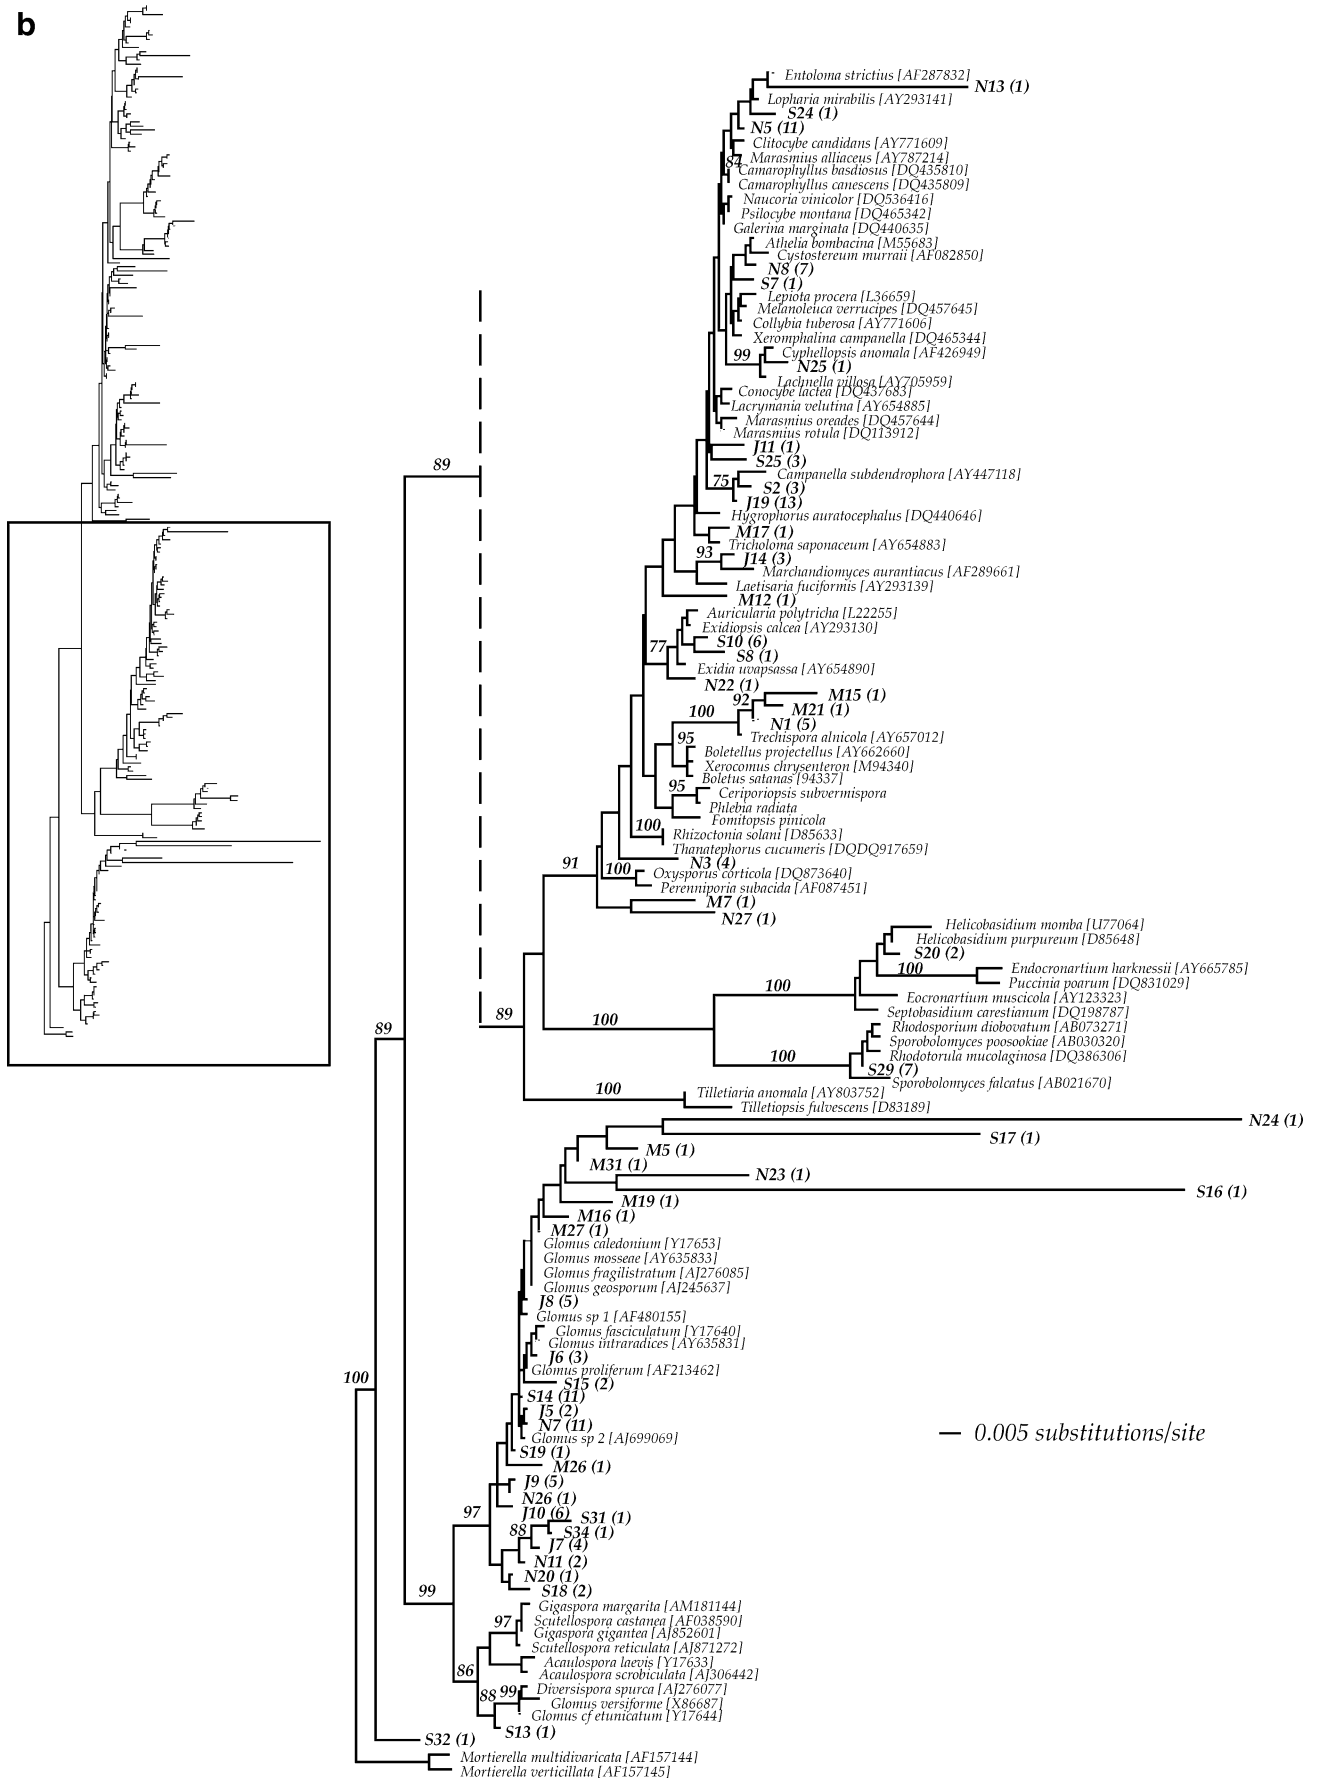 b
Entoloma strictius [AF287832]
N13 (1)
Lopharia mirabilis [AY293141]
S24 (1)
N5 (11)
Clitocybe candidans [AY771609]
Marasmius alliaceus [AY787214]
84
Camarophyllus basdiosus [DQ435810]
Camarophyllus canescens [DQ435809]
Naucoria vinicolor [DQ536416]
Psilocybe montana [DQ465342]
Galerina marginata [DQ440635]
Athelia bombacina [M55683]
Cystostereum murraii [AF082850]
N8 (7)
S7 (1)
Lepiota procera [L36659]
Melanoleuca verrucipes [DQ457645]
Collybia tuberosa [AY771606]
Xeromphalina campanella [DQ465344]
Cyphellopsis anomala [AF426949]
99
N25 (1)
Lachnella villosa [AY705959]
Conocybe lactea [DQ437683]
Lacrymania velutina [AY654885]
Marasmius oreades [DQ457644]
Marasmius rotula [DQ113912]
J11 (1)
S25 (3)
89
Campanella subdendrophora [AY447118]
75
S2 (3)
J19 (13)
Hygrophorus auratocephalus [DQ440646]
M17 (1)
Tricholoma saponaceum [AY654883]
93
J14 (3)
Marchandiomyces aurantiacus [AF289661]
Laetisaria fuciformis [AY293139]
M12 (1)
Auricularia polytricha [L22255]
Exidiopsis calcea [AY293130]
S10 (6)
77
S8 (1)
Exidia uvapsassa [AY654890]
N22 (1)
M15 (1)
92
M21 (1)
100
N1 (5)
Trechispora alnicola [AY657012]
95
Boletellus projectellus [AY662660]
Xerocomus chrysenteron [M94340]
Boletus satanas [94337]
95
Ceriporiopsis subvermispora
Phlebia radiata
Fomitopsis pinicola
100
Rhizoctonia solani [D85633]
Thanatephorus cucumeris [DQDQ917659]
N3 (4)
91
100
Oxysporus corticola [DQ873640]
Perenniporia subacida [AF087451]
M7 (1)
N27 (1)
Helicobasidium momba [U77064]
Helicobasidium purpureum [D85648]
S20 (2)
100
Endocronartium harknessii [AY665785]
Puccinia poarum [DQ831029]
100
Eocronartium muscicola [AY123323]
Septobasidium carestianum [DQ198787]
89
89
100
Rhodosporium diobovatum [AB073271]
Sporobolomyces poosookiae [AB030320]
100
Rhodotorula mucolaginosa [DQ386306]
S29 (7)
Sporobolomyces falcatus [AB021670]
100
Tilletiaria anomala [AY803752]
Tilletiopsis fulvescens [D83189]
N24 (1)
S17 (1)
M5 (1)
M31 (1)
N23 (1)
S16 (1)
M19 (1)
M16 (1)
M27 (1)
Glomus caledonium [Y17653]
Glomus mosseae [AY635833]
Glomus fragilistratum [AJ276085]
Glomus geosporum [AJ245637]
J8 (5)
Glomus sp 1 [AF480155]
Glomus fasciculatum [Y17640]
Glomus intraradices [AY635831]
J6 (3)
Glomus proliferum [AF213462]
100
S15 (2)
S14 (11)
J5 (2)
N7 (11)
0.005 substitutions/site
Glomus sp 2 [AJ699069]
S19 (1)
M26 (1)
J9 (5)
N26 (1)
97
J10 (6)
S31 (1)
88
S34 (1)
J7 (4)
N11 (2)
N20 (1)
99
S18 (2)
Gigaspora margarita [AM181144]
97
Scutellospora castanea [AF038590]
Gigaspora gigantea [AJ852601]
Scutellospora reticulata [AJ871272]
Acaulospora laevis [Y17633]
86
Acaulospora scrobiculata [AJ306442]
Diversispora spurca [AJ276077]
88
99
Glomus versiforme [X86687]
Glomus cf etunicatum [Y17644]
S13 (1)
S32 (1)
Mortierella multidivaricata [AF157144]
Mortierella verticillata [AF157145]